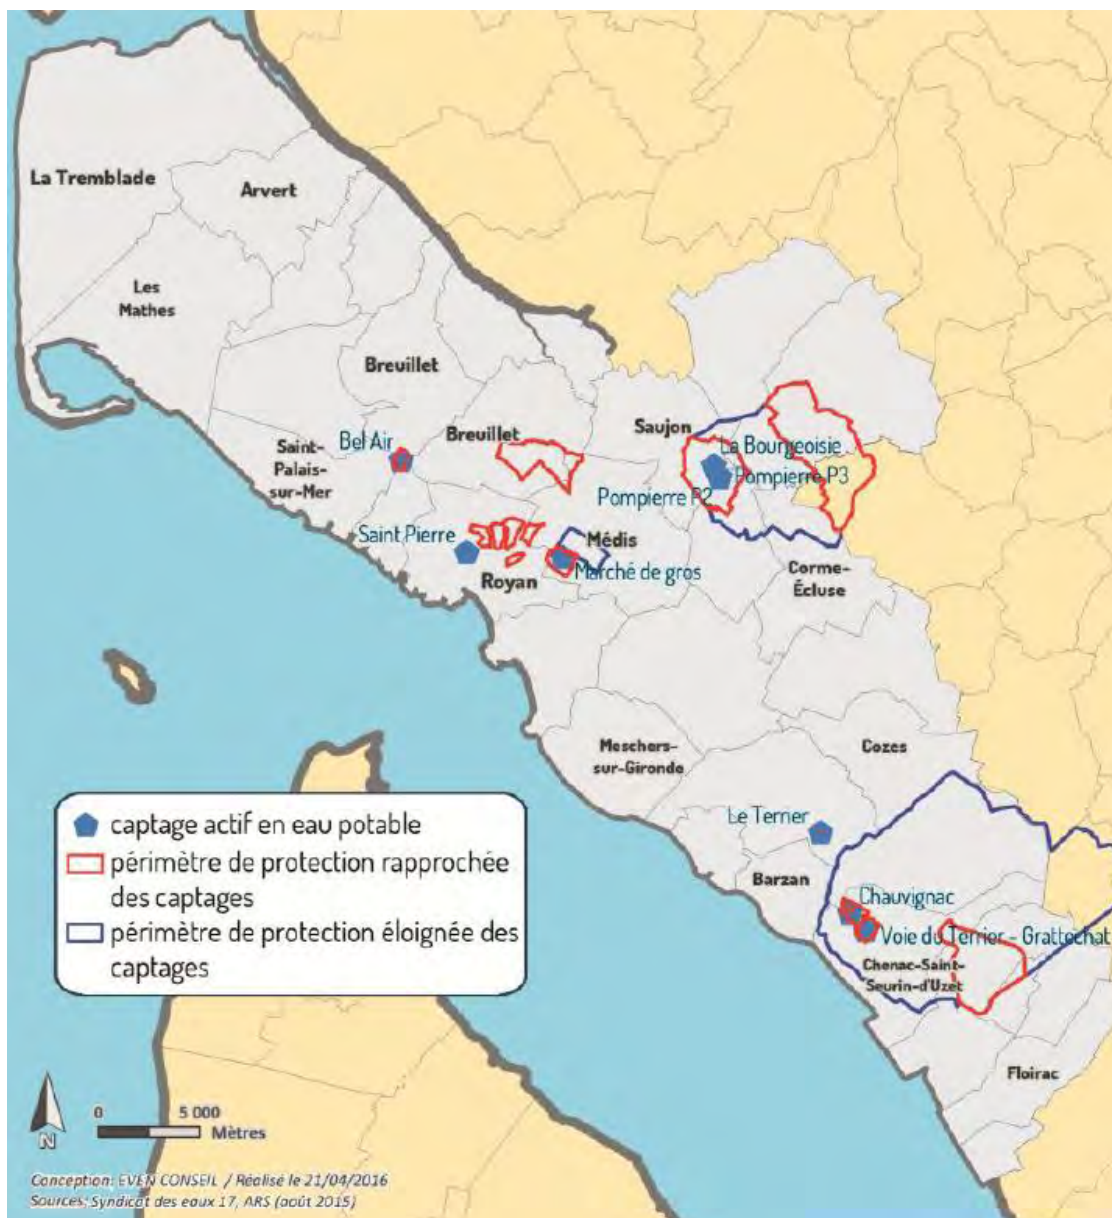 La Tremblade
Arvert
Les
Mathes
Breuillet
Saujon
Breuillet
Bel Air
Saint-
Palais-
sur-Mer
La Bourgeoisie
Pompierre P3
Pompierre P2
Saint Pierre
Médis
Marché de gros
Royan
Corme-
Écluse
Meschers-
sur-Gironde
Cozes
Le Terrier
Barzan
Chauvignac
Voie du Terrier - Grattechat
Chenac-Saint-
Seurin-d'Uzet
Floirac
captage actif en eau potable
périmètre de protection rapprochée
des captages
périmètre de protection éloignée des
captages
N
0 5 000
Mètres
Conception: EVEN CONSEIL / Réalisé le 21/04/2016
Sources: Syndicat des eaux 17, ARS (août 2015)